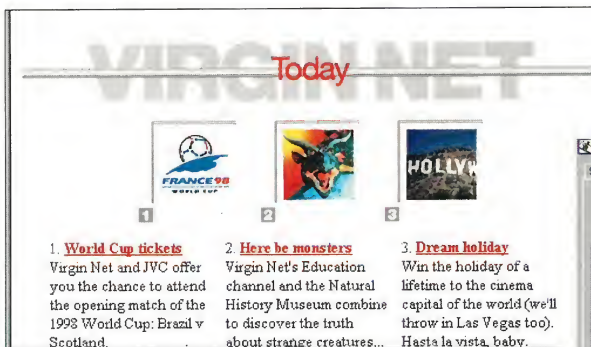 VIRGIN NET
Today
FRANCE 98
WORLD CUP
HOLLYW
1
2
3
1. World Cup tickets
Virgin Net and JVC offer
you the chance to attend
the opening match of the
1998 World Cup: Brazil v
Scotland.
2. Here be monsters
Virgin Net's Education
channel and the Natural
History Museum combine
to discover the truth
about strange creatures...
3. Dream holiday
Win the holiday of a
lifetime to the cinema
capital of the world (we'll
throw in Las Vegas too).
Hasta la vista, baby.